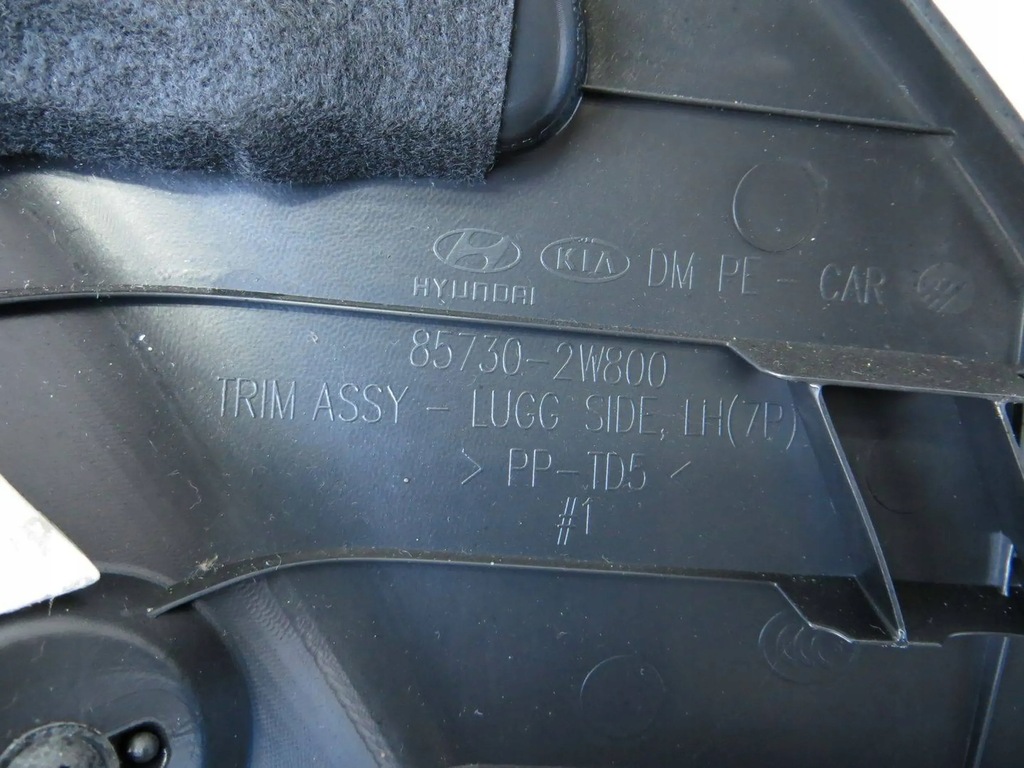 HYUNDAI KIA DM PE - CAR
85730-2W800
TRIM ASSY - LUGG SIDE, LH(7P)
> PP-TD5 <
#1